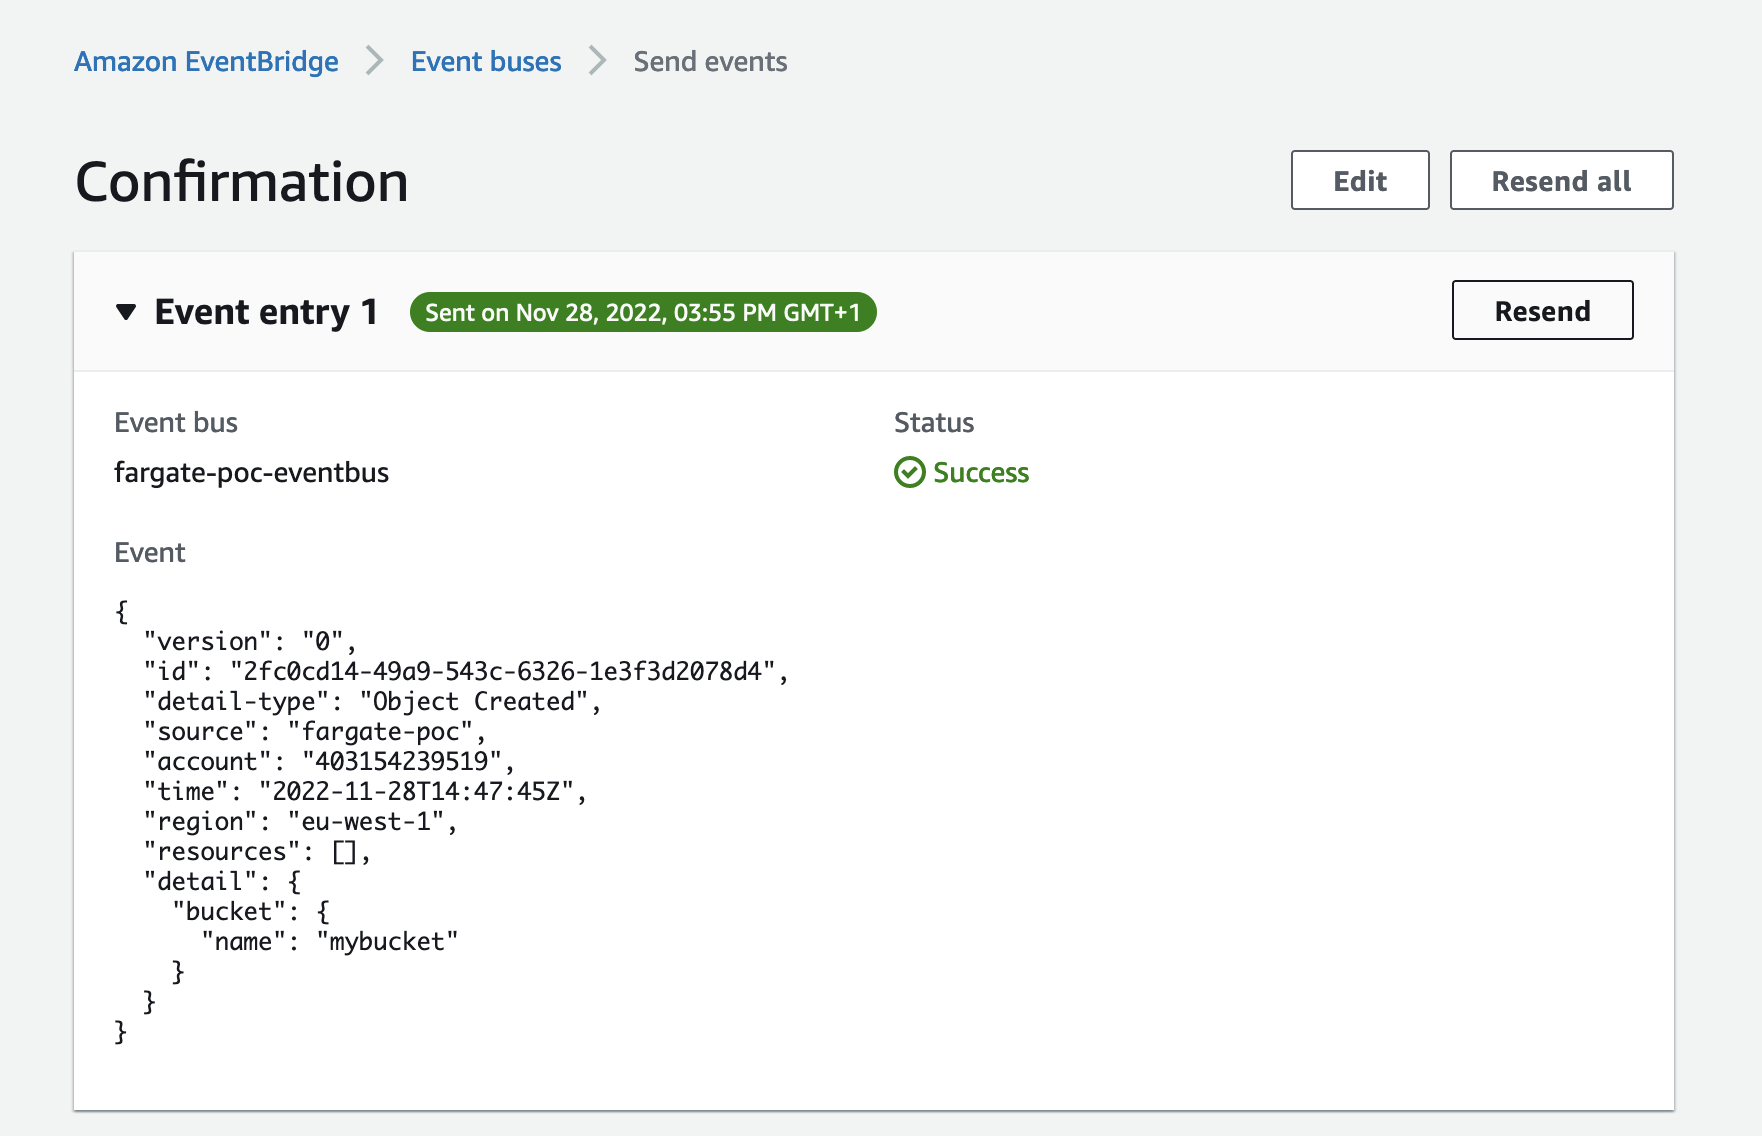 Amazon EventBridge > Event buses > Send events
Confirmation
Edit
Resend all
Event entry 1
Sent on Nov 28, 2022, 03:55 PM GMT+1
Resend
Event bus
Status
fargate-poc-eventbus
Success
Event
{
  "version": "0",
  "id": "2fc0cd14-49a9-543c-6326-1e3f3d2078d4",
  "detail-type": "Object Created",
  "source": "fargate-poc",
  "account": "403154239519",
  "time": "2022-11-28T14:47:45Z",
  "region": "eu-west-1",
  "resources": [],
  "detail": {
    "bucket": {
      "name": "mybucket"
    }
  }
}